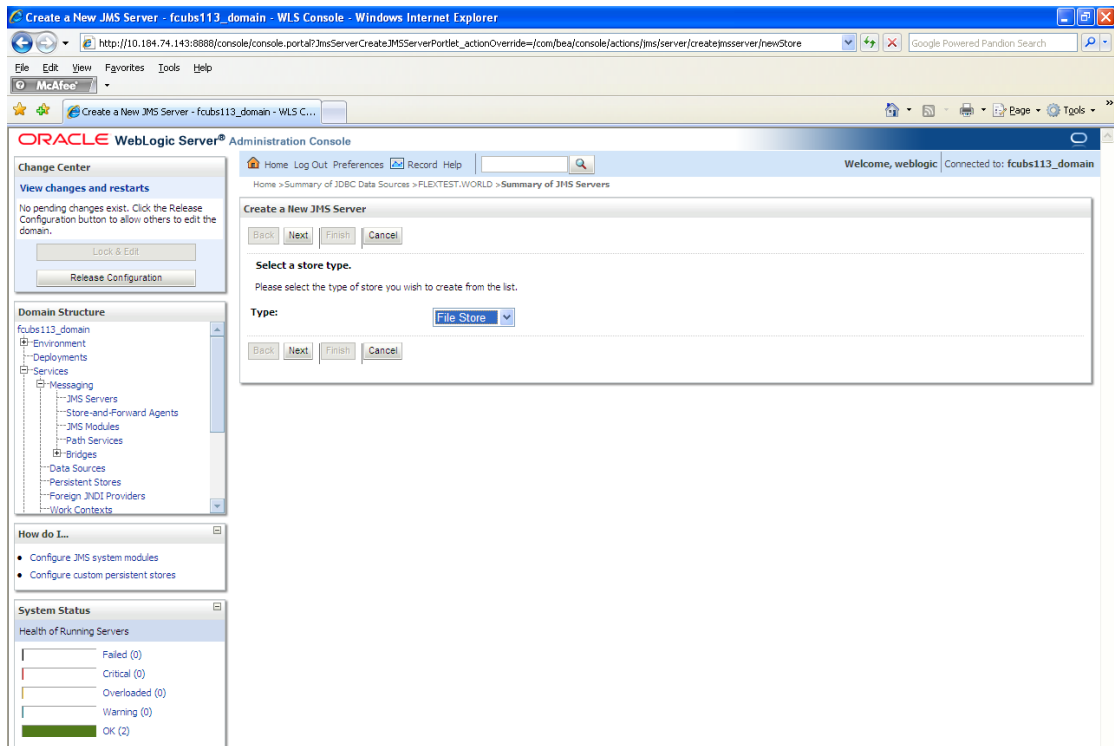 Create a New JMS Server - fcubs113_domain - WLS Console - Windows Internet Explorer
http://10.184.74.143:8888/console/console.portal?JmsServerCreateJMSServerPortlet_actionOverride=/com/bea/console/actions/jms/server/createjmsserver/newStore
Google Powered Pandion Search
File Edit View Favorites Tools Help
McAfee
Create a New JMS Server - fcubs113_domain - WLS C...
Page Tools
ORACLE WebLogic Server® Administration Console
Change Center
View changes and restarts
No pending changes exist. Click the Release
Configuration button to allow others to edit the
domain.
Lock & Edit
Release Configuration
Domain Structure
fcubs113_domain
Environment
Deployments
Services
Messaging
JMS Servers
Store-and-Forward Agents
JMS Modules
Path Services
Bridges
Data Sources
Persistent Stores
Foreign JNDI Providers
Work Contexts
How do I...
Configure JMS system modules
Configure custom persistent stores
System Status
Health of Running Servers
Failed (0)
Critical (0)
Overloaded (0)
Warning (0)
OK (2)
Home Log Out Preferences Record Help
Welcome, weblogic Connected to: fcubs113_domain
Home >Summary of JDBC Data Sources >FLEXTEST.WORLD >Summary of JMS Servers
Create a New JMS Server
Back Next Finish Cancel
Select a store type.
Please select the type of store you wish to create from the list.
Type: File Store
Back Next Finish Cancel